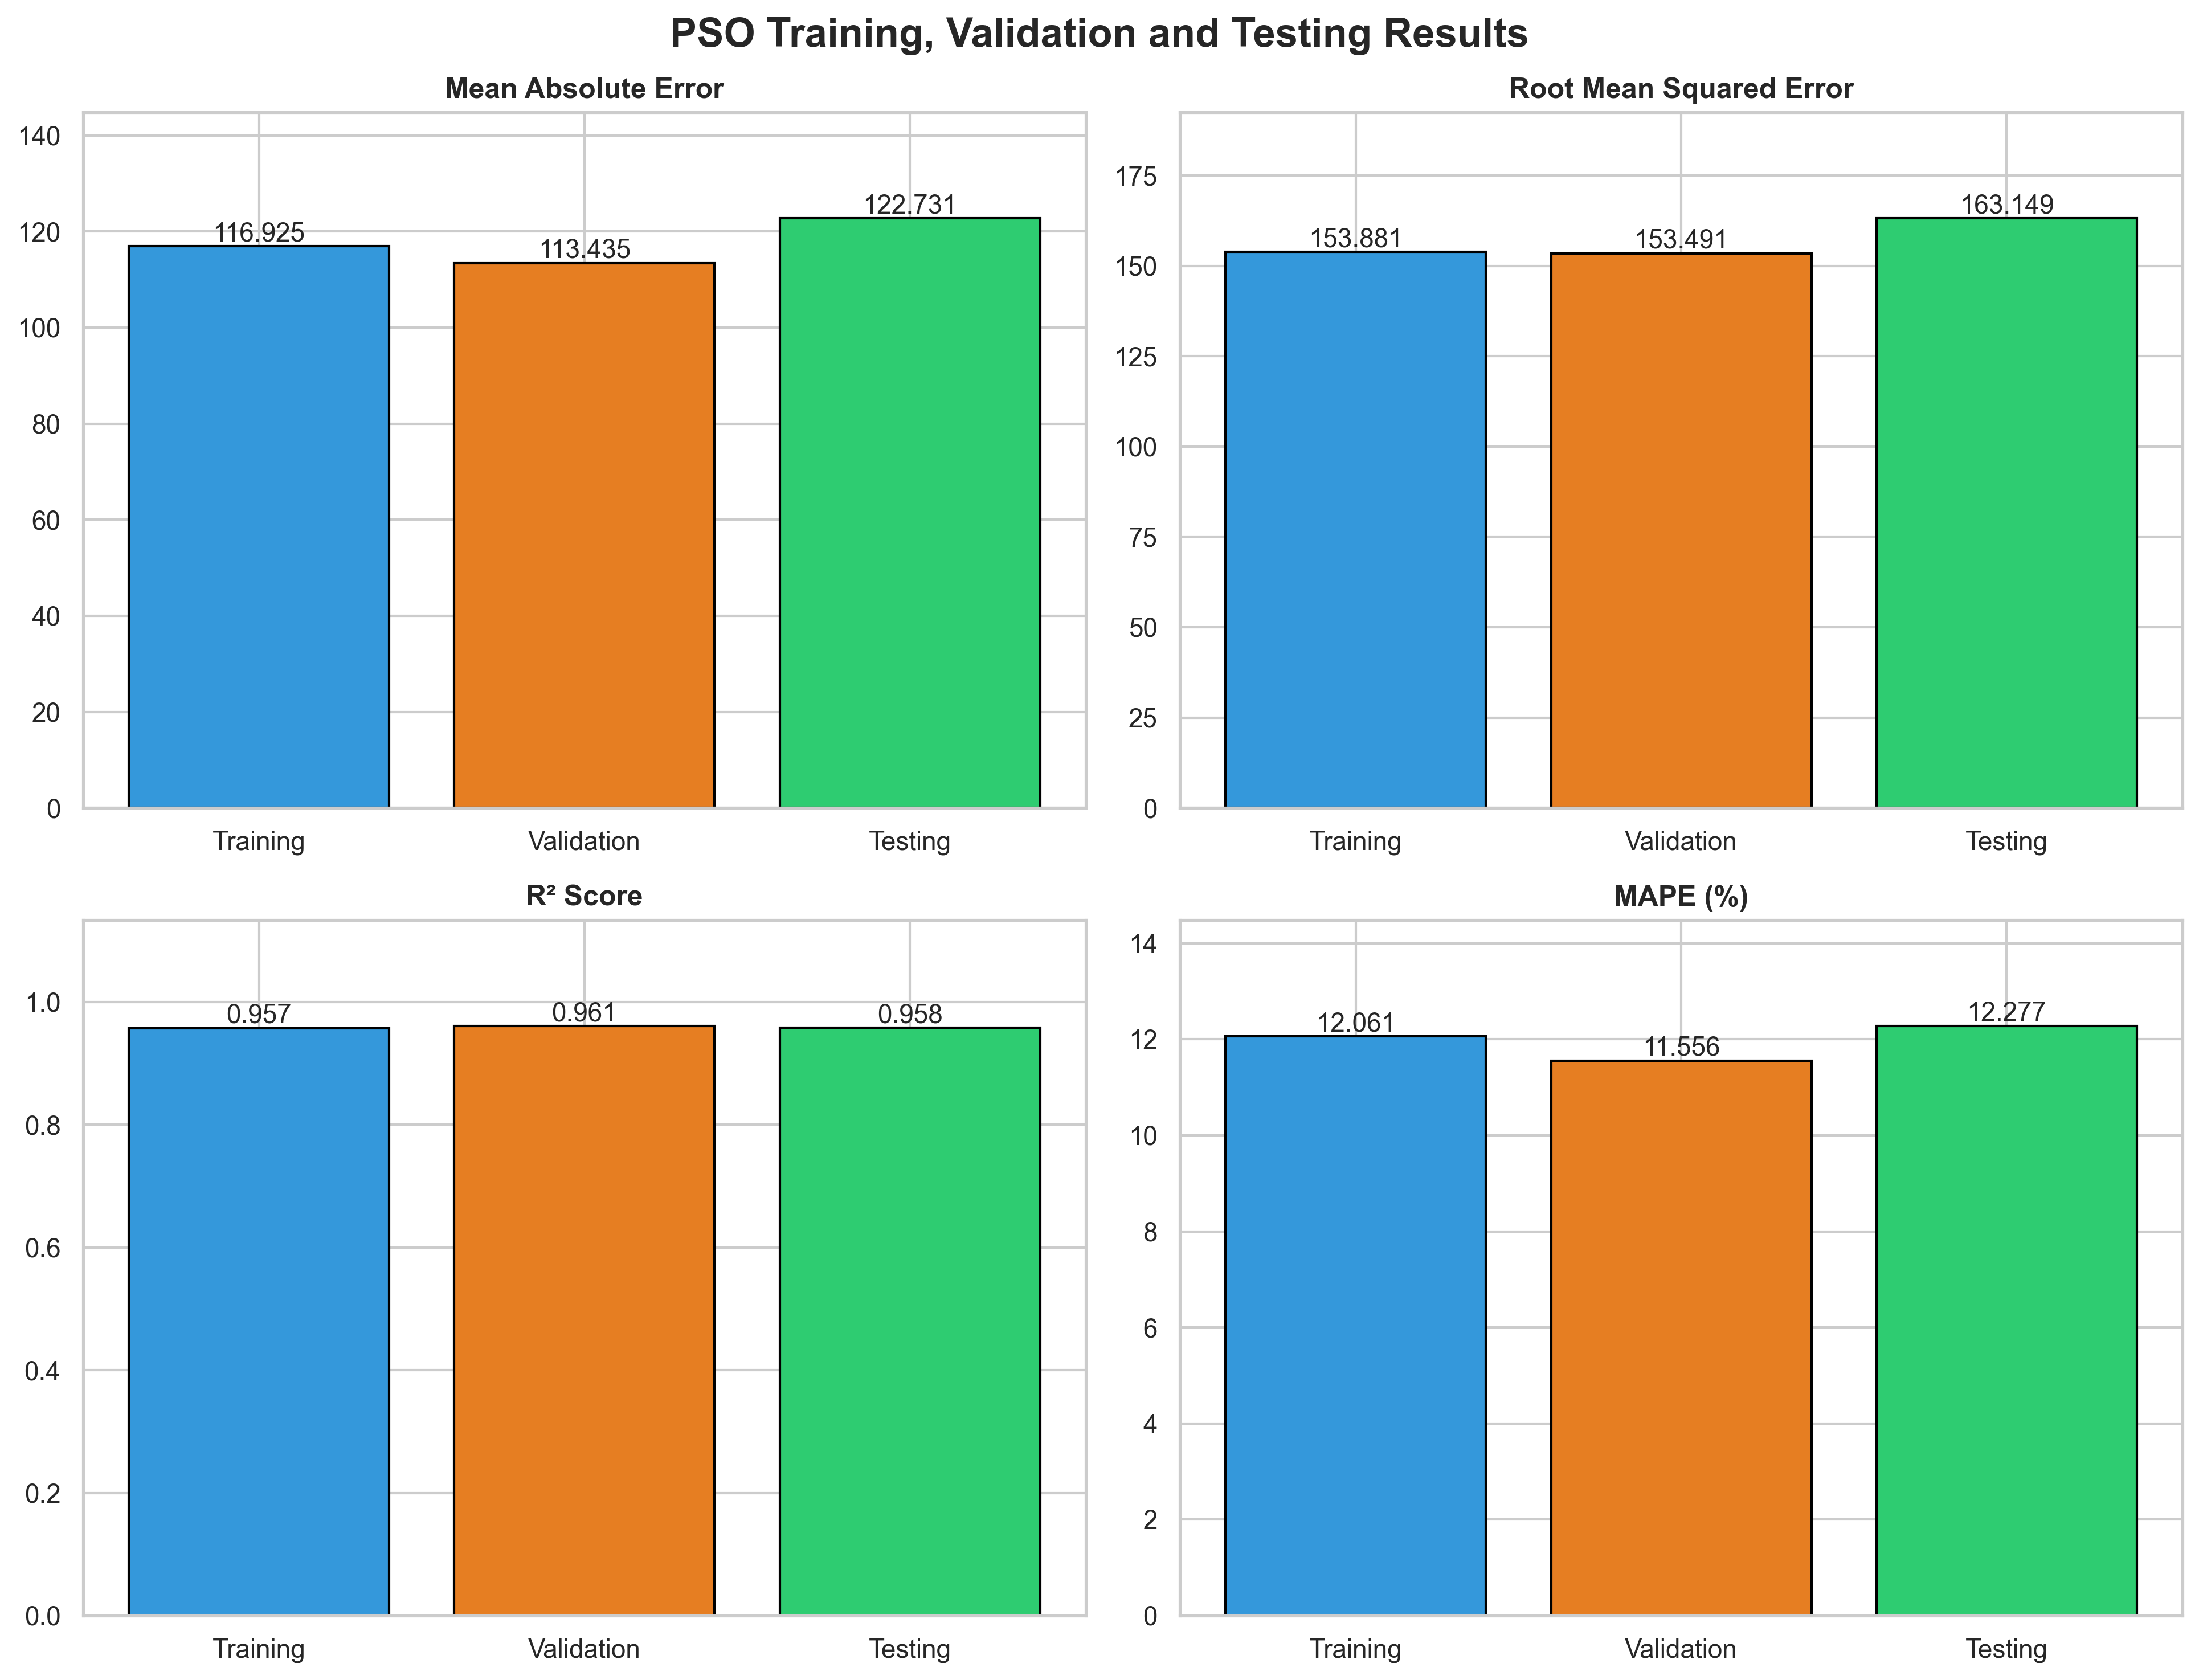 PSO Training, Validation and Testing Results
Mean Absolute Error
140
120
100
80
60
40
20
0
116.925
113.435
122.731
Training
Validation
Testing
Root Mean Squared Error
175
150
125
100
75
50
25
0
153.881
153.491
163.149
Training
Validation
Testing
R² Score
1.0
0.8
0.6
0.4
0.2
0.0
0.957
0.961
0.958
Training
Validation
Testing
MAPE (%)
14
12
10
8
6
4
2
0
12.061
11.556
12.277
Training
Validation
Testing